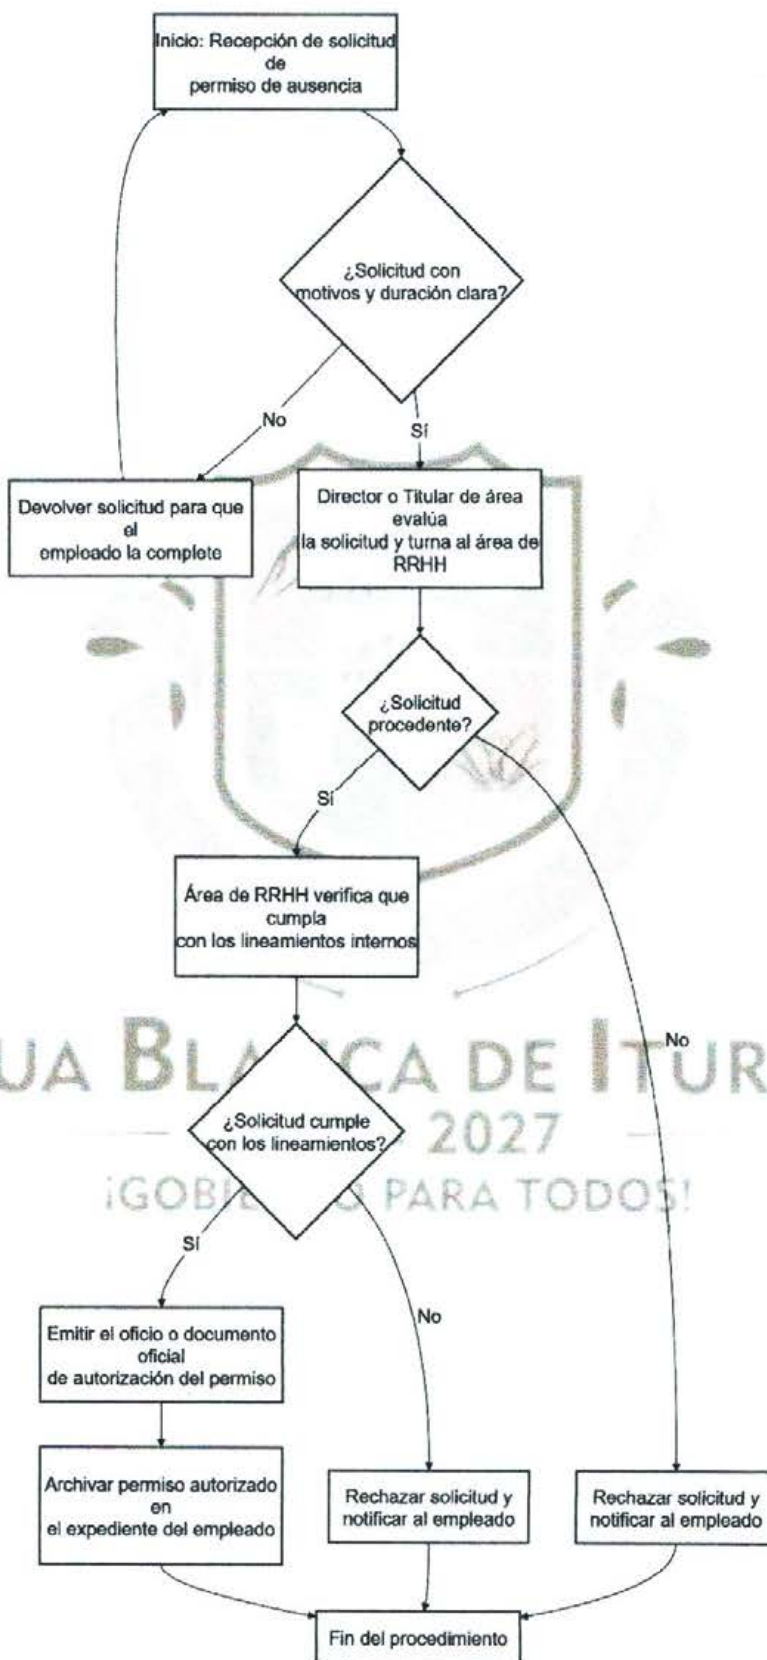 Inicio: Recepción de solicitud
de
permiso de ausencia
¿Solicitud con
motivos y duración clara?
No
Sí
Devolver solicitud para que
el
empleado la complete
Director o Titular de área
evalúa
la solicitud y turna al área de
RRHH
¿Solicitud
procedente?
Sí
Área de RRHH verifica que
cumpla
con los lineamientos internos
No
UA BLANCA DE ITUR
2027
¡GOBIERNO PARA TODOS!
¿Solicitud cumple
con los lineamientos?
Sí
No
Emitir el oficio o documento
oficial
de autorización del permiso
Archivar permiso autorizado
en
el expediente del empleado
Rechazar solicitud y
notificar al empleado
Rechazar solicitud y
notificar al empleado
Fin del procedimiento